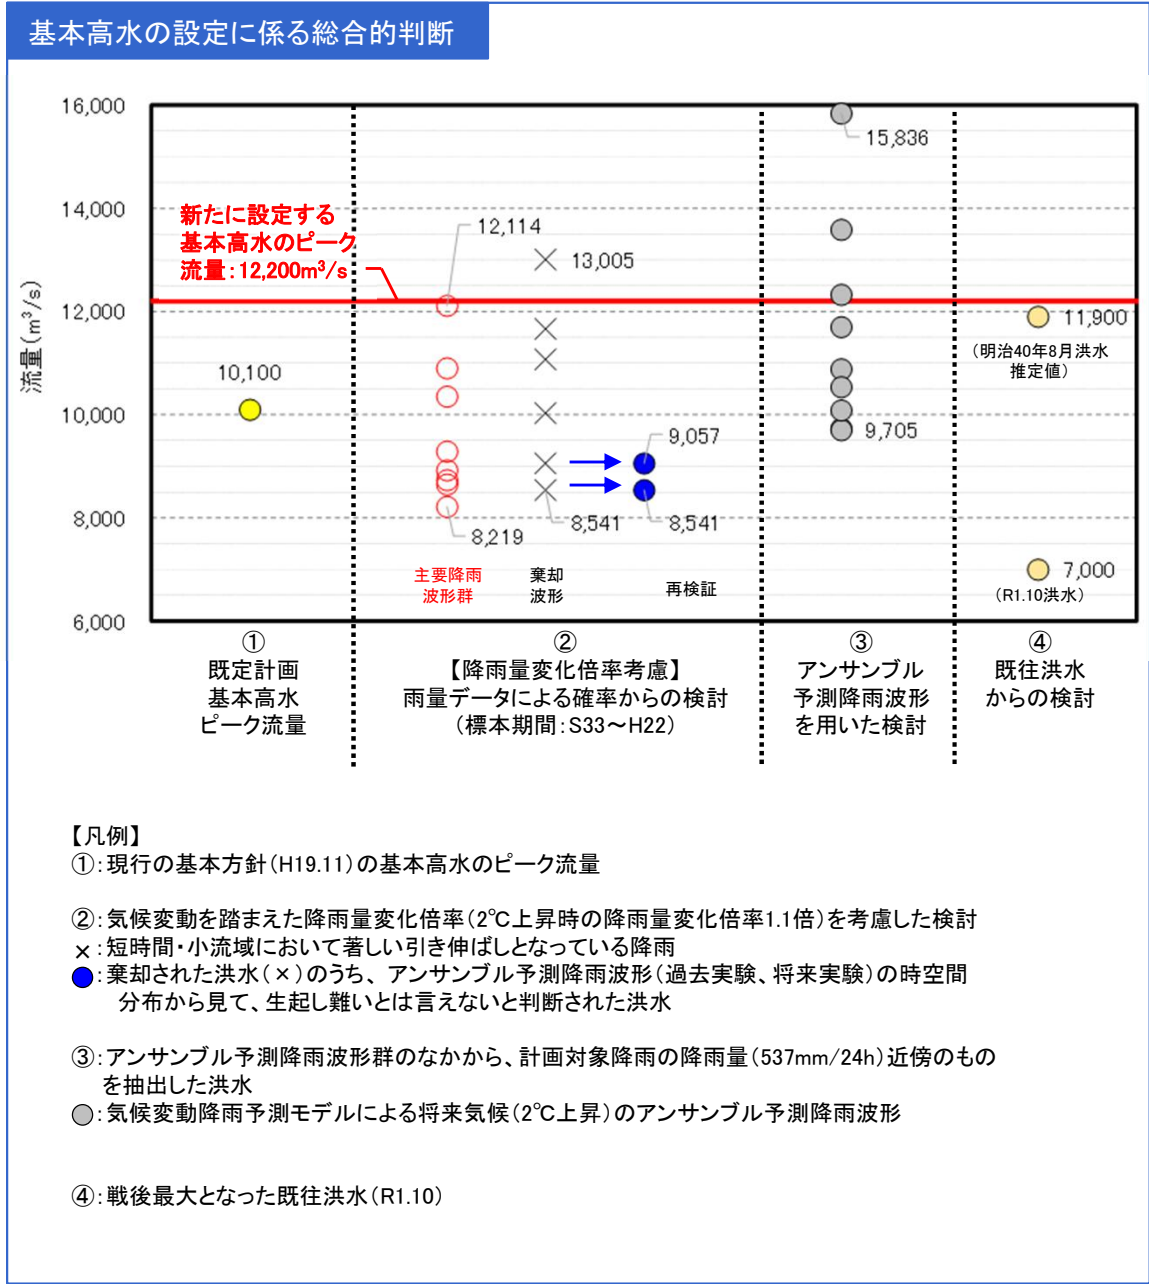 基本高水の設定に係る総合的判断
16,000
14,000
12,000
10,000
8,000
6,000
流量(m³/s)
新たに設定する
基本高水のピーク
流量:12,200m³/s
10,100
12,114
8,219
13,005
8,541
9,057
8,541
15,836
9,705
11,900
(明治40年8月洪水
推定値)
7,000
(R1.10洪水)
主要降雨
波形群
棄却
波形
再検証
①
既定計画
基本高水
ピーク流量
②
【降雨量変化倍率考慮】
雨量データによる確率からの検討
(標本期間:S33～H22)
③
アンサンブル
予測降雨波形
を用いた検討
④
既往洪水
からの検討
【凡例】
①:現行の基本方針(H19.11)の基本高水のピーク流量
②:気候変動を踏まえた降雨量変化倍率(2℃上昇時の降雨量変化倍率1.1倍)を考慮した検討
×:短時間・小流域において著しい引き伸ばしとなっている降雨
●:棄却された洪水(×)のうち、アンサンブル予測降雨波形(過去実験、将来実験)の時空間
分布から見て、生起し難いとは言えないと判断された洪水
③:アンサンブル予測降雨波形群のなかから、計画対象降雨の降雨量(537mm/24h)近傍のもの
を抽出した洪水
●:気候変動降雨予測モデルによる将来気候(2℃上昇)のアンサンブル予測降雨波形
④:戦後最大となった既往洪水(R1.10)